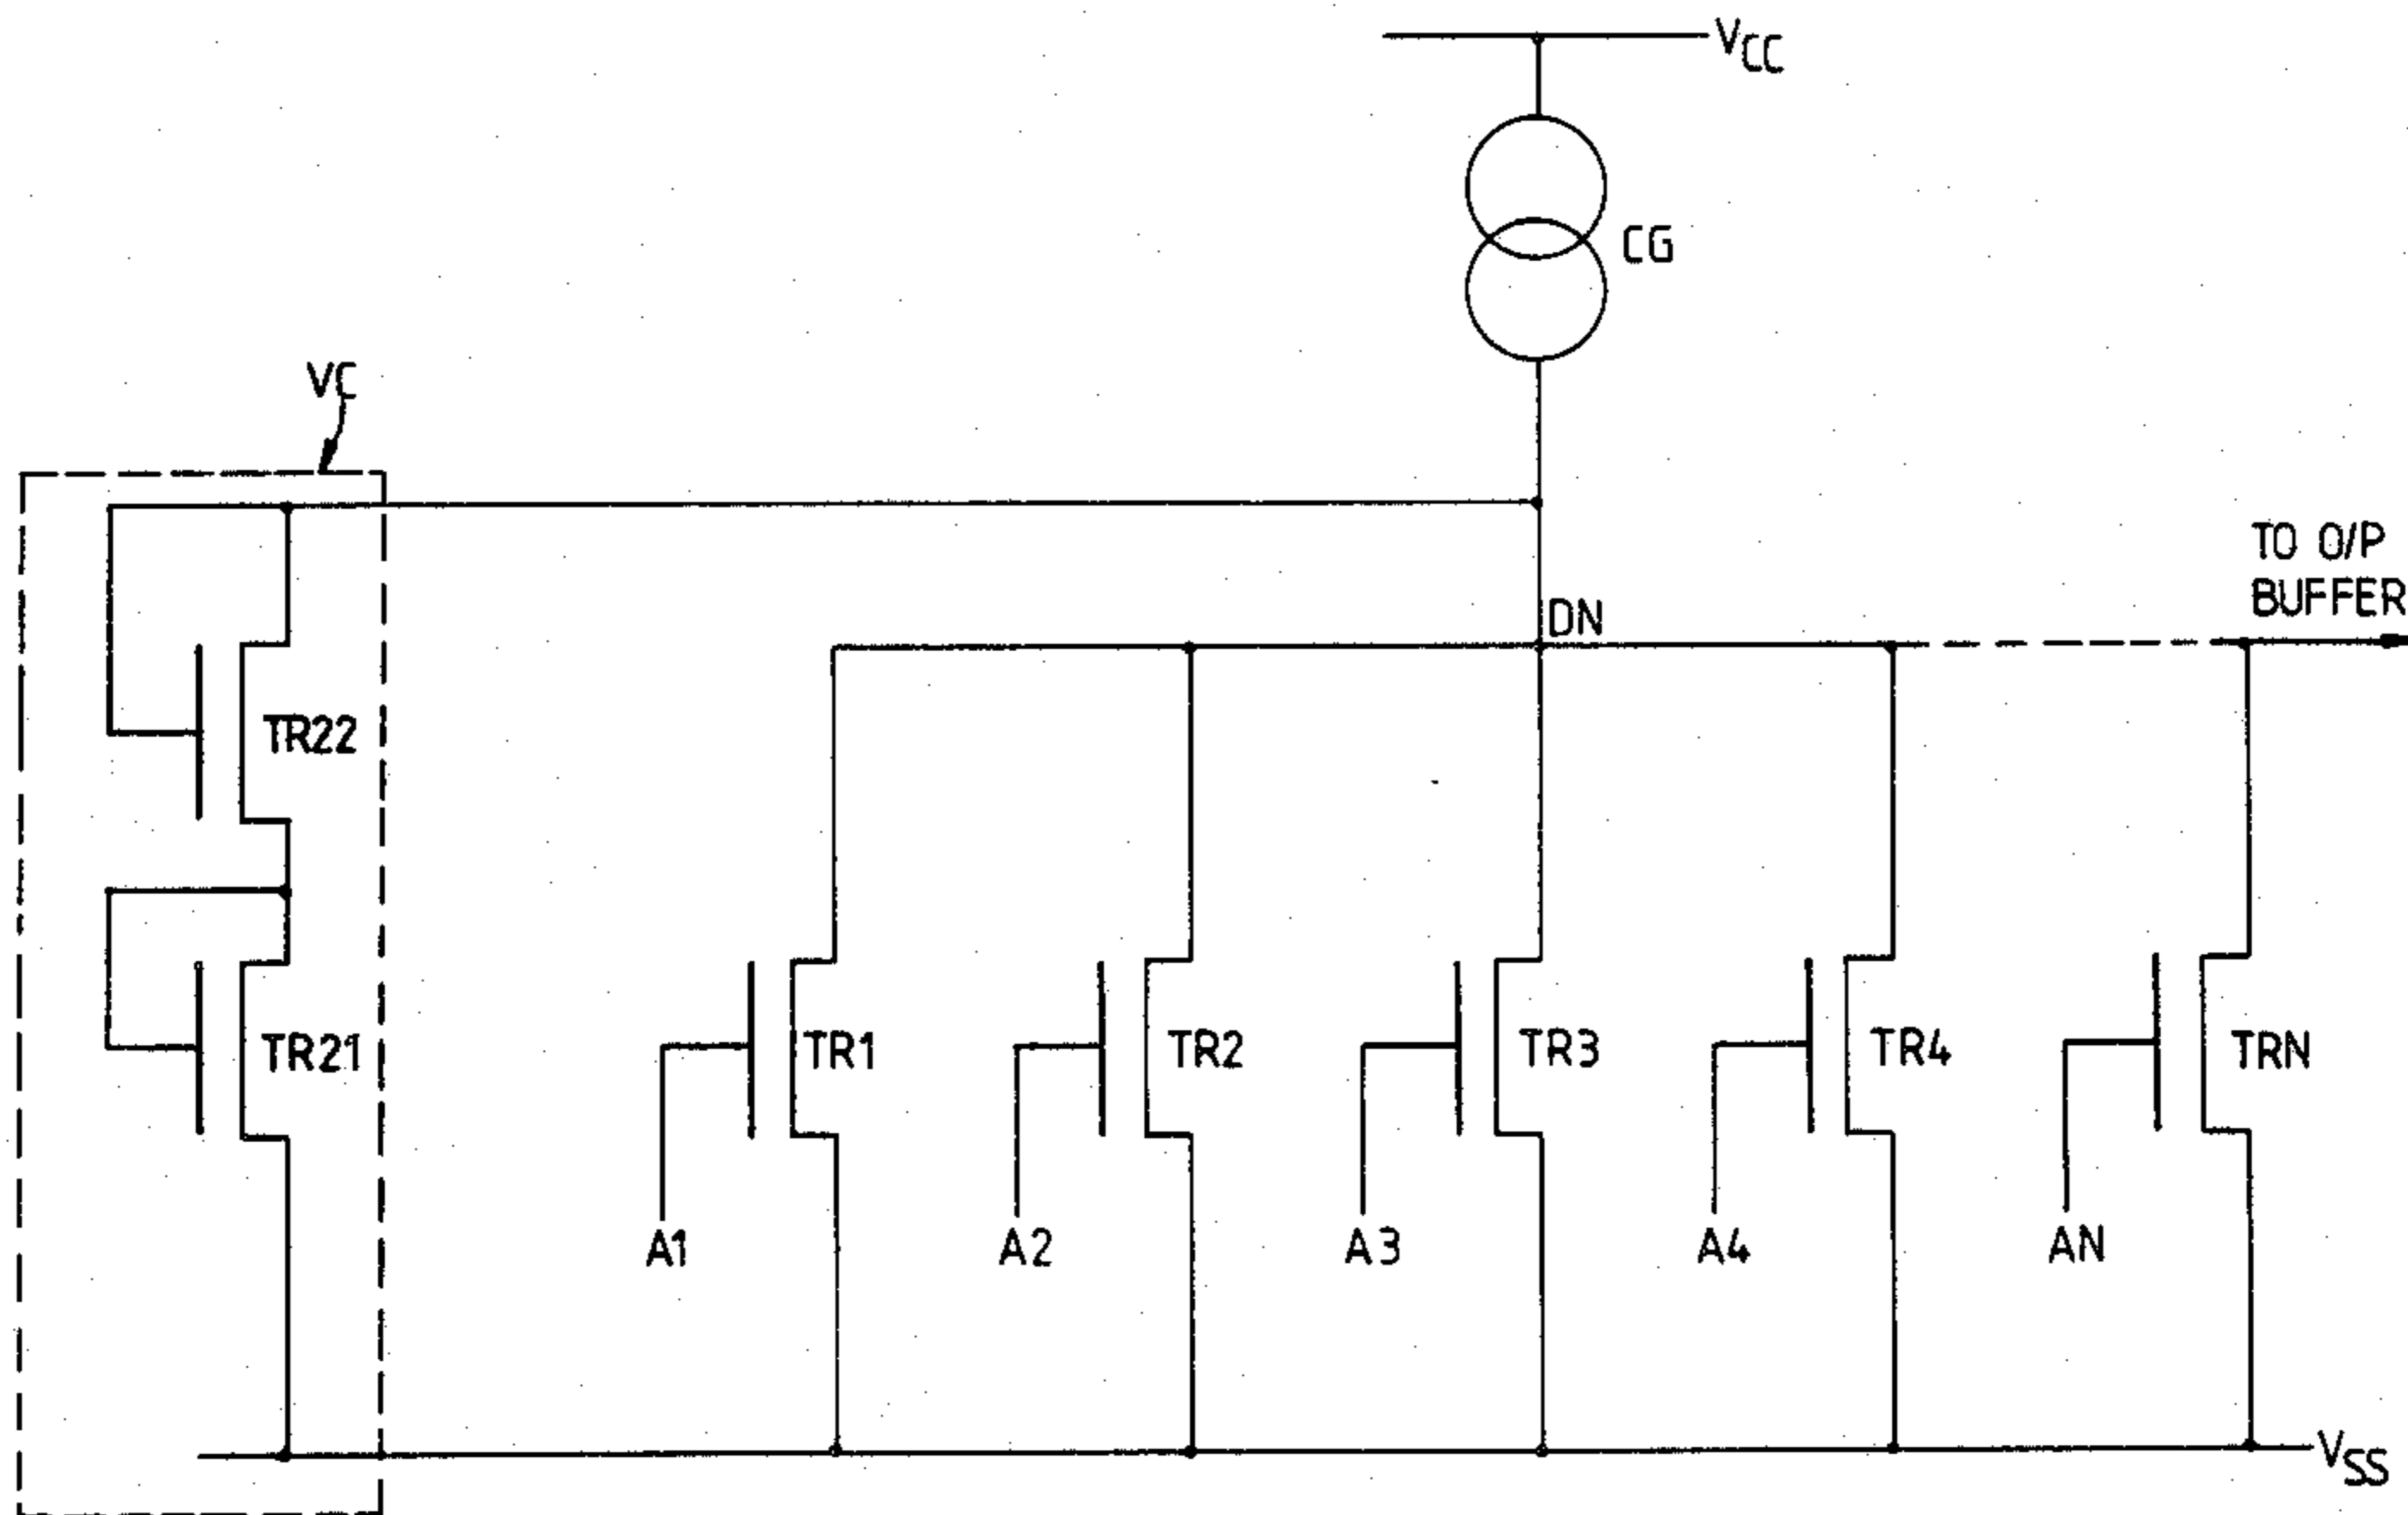 VCC
CG
VC
TO O/P
BUFFER
DN
TR22
TR21
TR1
TR2
TR3
TR4
TRN
A1
A2
A3
A4
AN
VSS